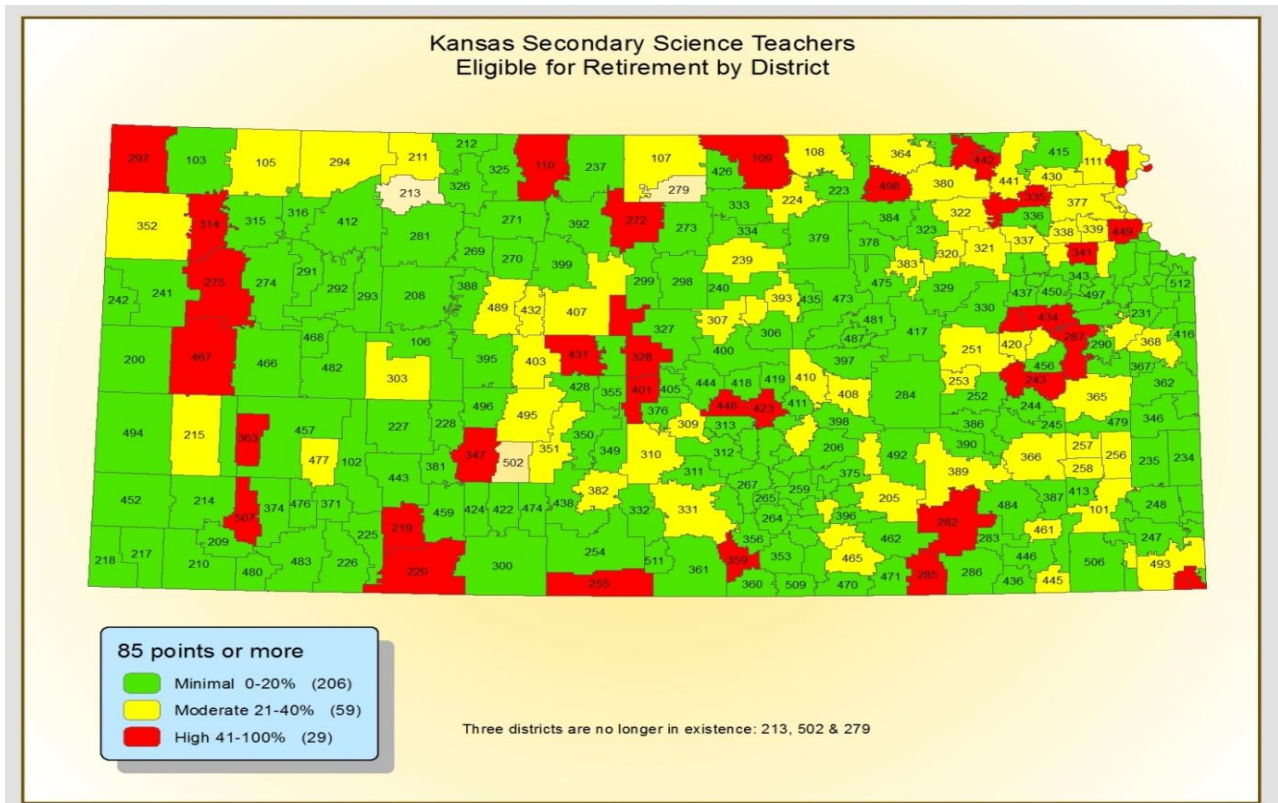 Kansas Secondary Science Teachers
Eligible for Retirement by District
297 103 105 294 211 212 325 110 237 107 426 109 108 364 442 415 111
213 326 279 223 498 380 441 430 335
352 314 315 316 412 281 271 392 272 273 333 334 224 379 384 378 323 322 336 377
242 241 275 274 291 292 293 208 269 270 399 388 299 298 239 240 383 320 321 337 338 339 449 341
489 432 407 307 393 435 473 475 329 330 437 450 343 497 512
200 467 466 468 482 106 303 395 403 431 327 328 306 400 481 487 417 251 420 434 287 290 231 368 416
428 355 401 405 444 418 419 410 397 408 284 253 252 456 243 367 362 365
494 215 363 457 227 228 496 495 376 309 448 423 411 398 313 386 244 245 479 346
477 102 443 381 347 502 351 350 349 310 311 312 206 375 492 390 389 366 257 258 256 235 234
452 214 507 374 476 371 219 459 424 422 474 438 382 332 331 267 265 259 264 396 205 282 484 387 413 101 248
218 217 209 210 480 483 226 225 220 300 254 255 511 361 356 359 360 353 509 465 470 462 471 285 283 286 461 446 436 445 506 247 493
85 points or more
Minimal 0-20% (206)
Moderate 21-40% (59)
High 41-100% (29)
Three districts are no longer in existence: 213, 502 & 279